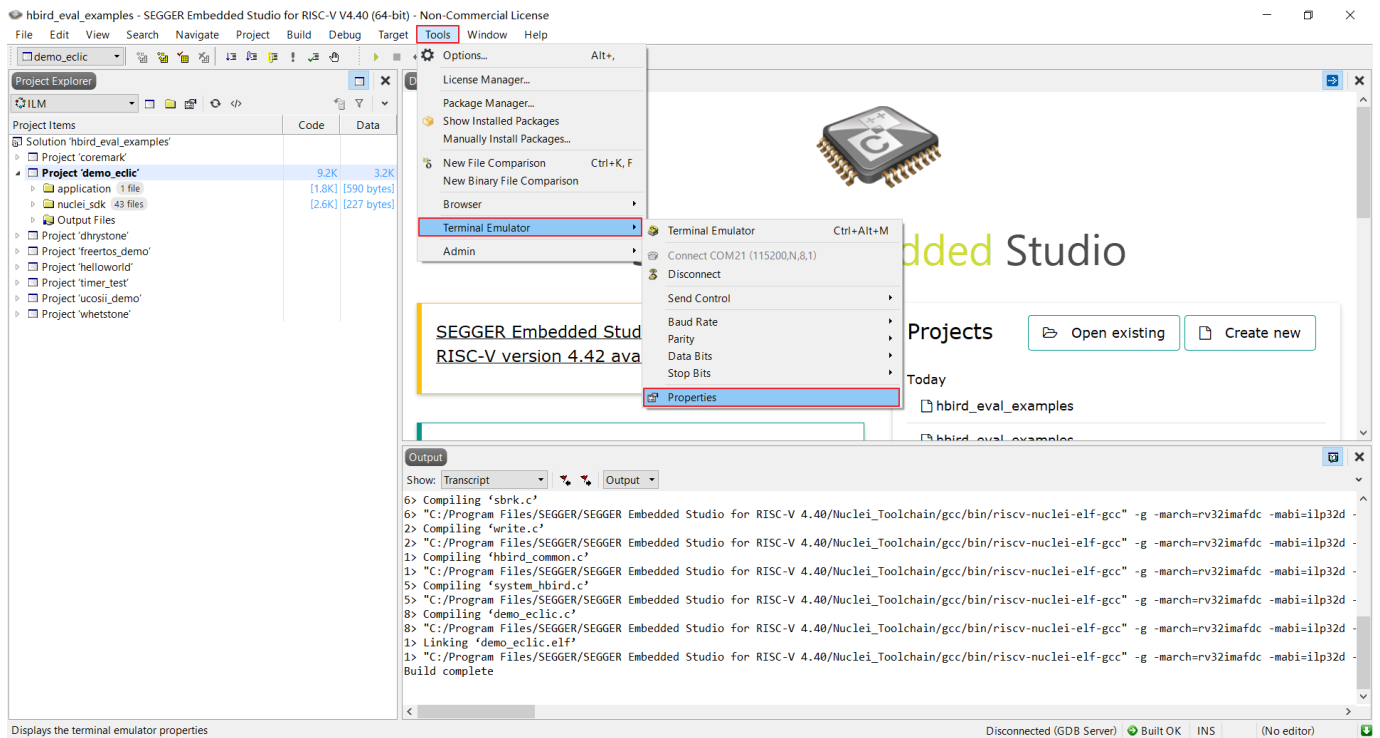 hbird_eval_examples - SEGGER Embedded Studio for RISC-V V4.40 (64-bit) - Non-Commercial License
File Edit View Search Navigate Project Build Debug Target Tools Window Help
demo_eclic
Project Explorer
ILM
Project Items Code Data
Solution 'hbird_eval_examples'
Project 'coremark'
Project 'demo_eclic' 9.2K 3.2K
application 1 file [1.8K] [590 bytes]
nuclei_sdk 43 files [2.6K] [227 bytes]
Output Files
Project 'dhrystone'
Project 'freertos_demo'
Project 'helloworld'
Project 'timer_test'
Project 'ucosii_demo'
Project 'whetstone'
Options... Alt+,
License Manager...
Package Manager...
Show Installed Packages
Manually Install Packages...
New File Comparison Ctrl+K, F
New Binary File Comparison
Browser
Terminal Emulator
Admin
Terminal Emulator Ctrl+Alt+M
Connect COM21 (115200,N,8,1)
Disconnect
Send Control
Baud Rate
Parity
Data Bits
Stop Bits
Properties
C
dded Studio
SEGGER Embedded Stud
RISC-V version 4.42 ava
Projects Open existing Create new
Today
hbird_eval_examples
hbird_eval_examples
Output
Show: Transcript Output
6> Compiling ‘sbrk.c’
6> "C:/Program Files/SEGGER/SEGGER Embedded Studio for RISC-V 4.40/Nuclei_Toolchain/gcc/bin/riscv-nuclei-elf-gcc" -g -march=rv32imafdc -mabi=ilp32d -
2> Compiling ‘write.c’
2> "C:/Program Files/SEGGER/SEGGER Embedded Studio for RISC-V 4.40/Nuclei_Toolchain/gcc/bin/riscv-nuclei-elf-gcc" -g -march=rv32imafdc -mabi=ilp32d -
1> Compiling ‘hbird_common.c’
1> "C:/Program Files/SEGGER/SEGGER Embedded Studio for RISC-V 4.40/Nuclei_Toolchain/gcc/bin/riscv-nuclei-elf-gcc" -g -march=rv32imafdc -mabi=ilp32d -
5> Compiling ‘system_hbird.c’
5> "C:/Program Files/SEGGER/SEGGER Embedded Studio for RISC-V 4.40/Nuclei_Toolchain/gcc/bin/riscv-nuclei-elf-gcc" -g -march=rv32imafdc -mabi=ilp32d -
8> Compiling ‘demo_eclic.c’
8> "C:/Program Files/SEGGER/SEGGER Embedded Studio for RISC-V 4.40/Nuclei_Toolchain/gcc/bin/riscv-nuclei-elf-gcc" -g -march=rv32imafdc -mabi=ilp32d -
1> Linking ‘demo_eclic.elf’
1> "C:/Program Files/SEGGER/SEGGER Embedded Studio for RISC-V 4.40/Nuclei_Toolchain/gcc/bin/riscv-nuclei-elf-gcc" -g -march=rv32imafdc -mabi=ilp32d -
Build complete
Displays the terminal emulator properties Disconnected (GDB Server) Built OK INS (No editor)